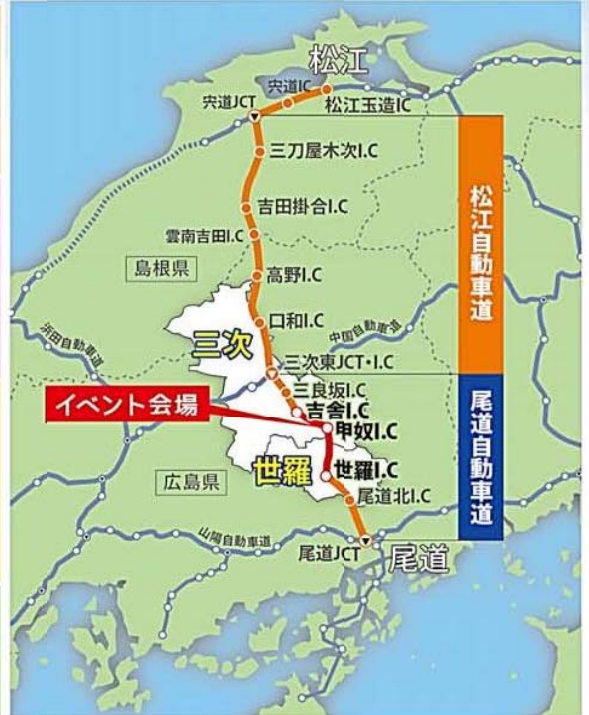 松江
宍道IC
宍道JCT
松江玉造IC
三刀屋木次I.C
吉田掛合I.C
雲南吉田I.C
島根県
高野I.C
口和I.C
松江自動車道
浜田自動車道
中国自動車道
三次
三次東JCT・I.C
三良坂I.C
イベント会場
吉舎I.C
甲奴I.C
世羅
世羅I.C
広島県
尾道北I.C
尾道自動車道
山陽自動車道
尾道JCT
尾道